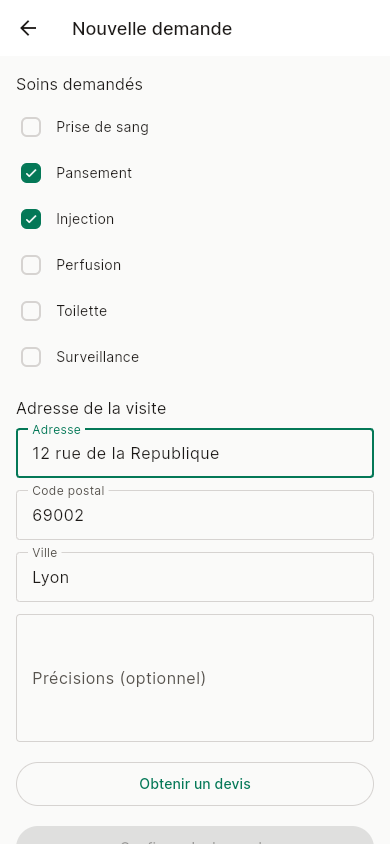 Nouvelle demande
Soins demandés
Prise de sang
Pansement
Injection
Perfusion
Toilette
Surveillance
Adresse de la visite
Adresse
12 rue de la Republique
Code postal
69002
Ville
Lyon
Précisions (optionnel)
Obtenir un devis